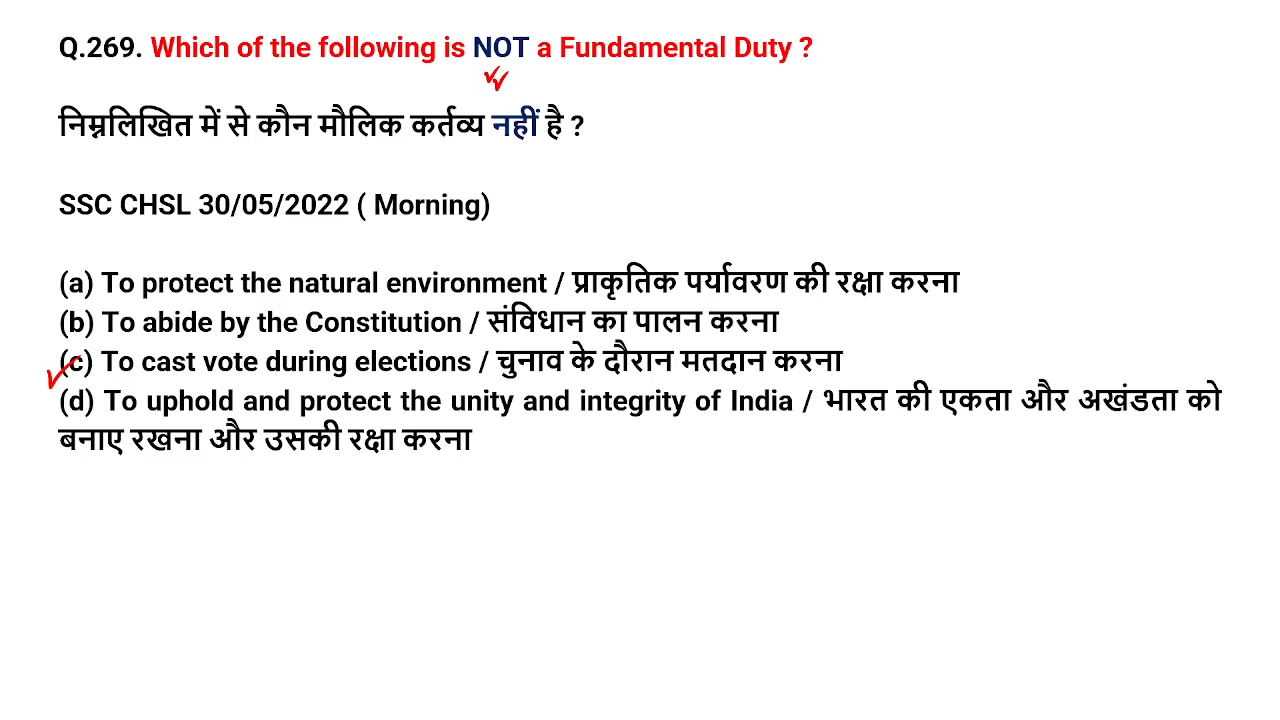 Q.269. Which of the following is NOT a Fundamental Duty ?
निम्नलिखित में से कौन मौलिक कर्तव्य नहीं है ?
SSC CHSL 30/05/2022 ( Morning)
(a) To protect the natural environment / प्राकृतिक पर्यावरण की रक्षा करना
(b) To abide by the Constitution / संविधान का पालन करना
(c) To cast vote during elections / चुनाव के दौरान मतदान करना
(d) To uphold and protect the unity and integrity of India / भारत की एकता और अखंडता को
बनाए रखना और उसकी रक्षा करना